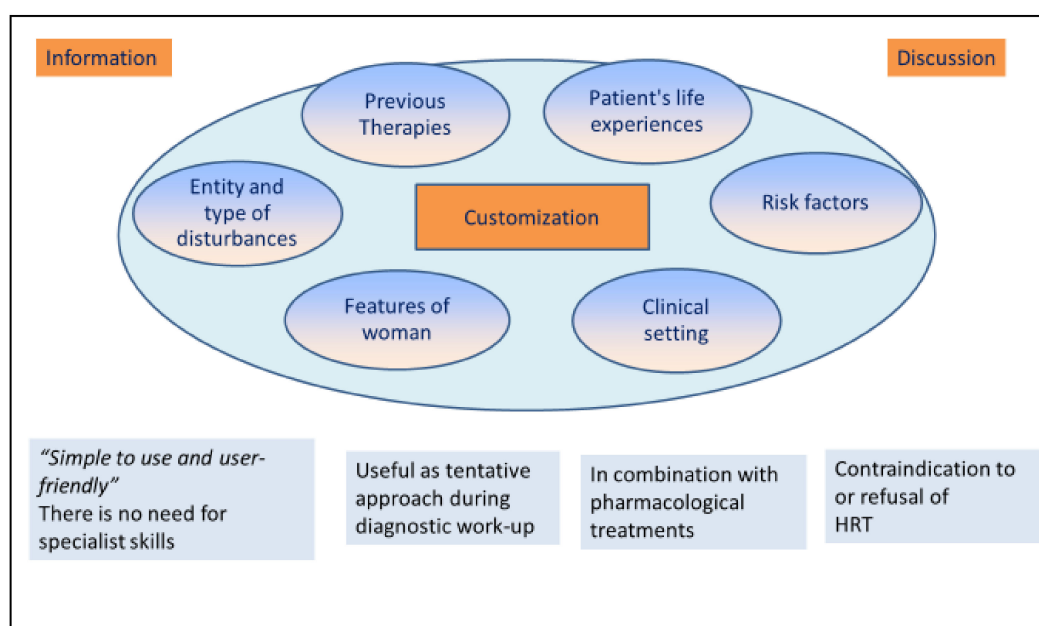 Information
Discussion
Previous
Therapies
Patient's life
experiences
Entity and
type of
disturbances
Customization
Risk factors
Features of
woman
Clinical
setting
“Simple to use and user-
friendly”
There is no need for
specialist skills
Useful as tentative
approach during
diagnostic work-up
In combination with
pharmacological
treatments
Contraindication to
or refusal of
HRT